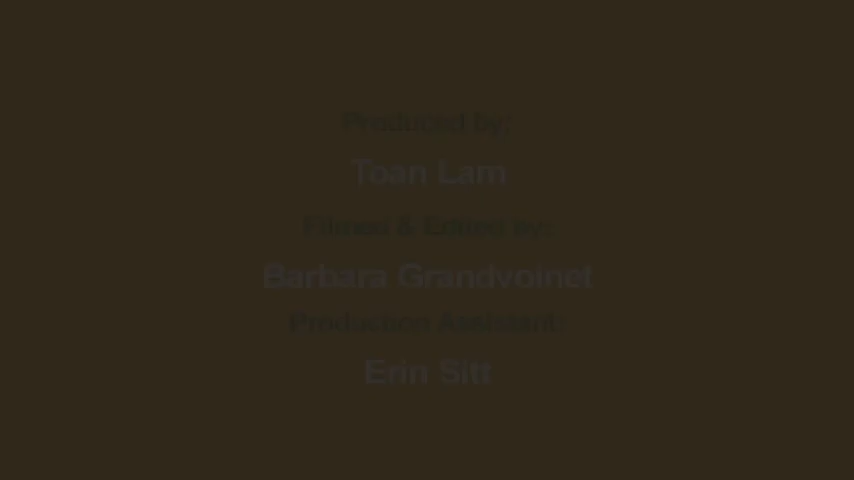 Produced by:
Toan Lam
Filmed & Edited by:
Barbara Grandvoinet
Production Assistant:
Erin Sitt